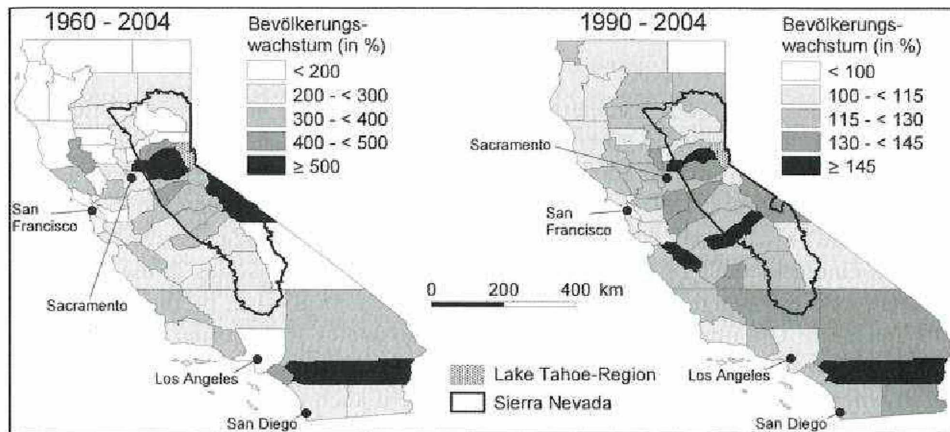 1960 - 2004
Bevölkerungs-
wachstum (in %)
< 200
200 - < 300
300 - < 400
400 - < 500
≥ 500
San
Francisco
Sacramento
Los Angeles
San Diego
1990 - 2004
Bevölkerungs-
wachstum (in %)
< 100
100 - < 115
115 - < 130
130 - < 145
≥ 145
Sacramento
San
Francisco
Los Angeles
San Diego
0 200 400 km
Lake Tahoe-Region
Sierra Nevada